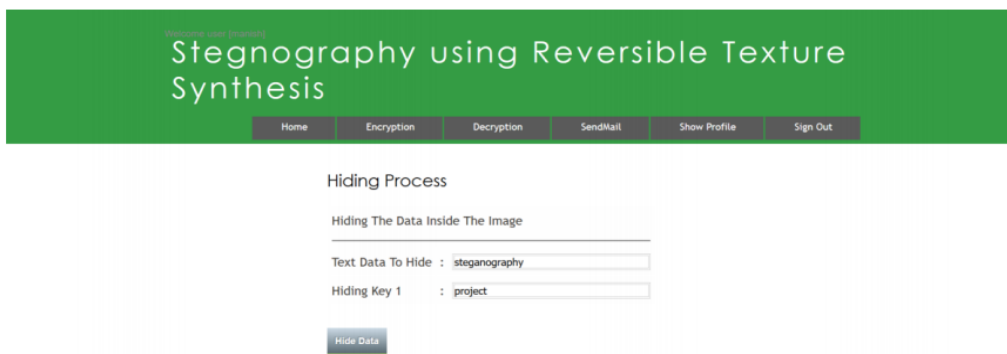 Welcome user (manish)
Stegnography using Reversible Texture
Synthesis
Home Encryption Decryption SendMail Show Profile Sign Out
Hiding Process
Hiding The Data Inside The Image
Text Data To Hide : steganography
Hiding Key 1 : project
Hide Data